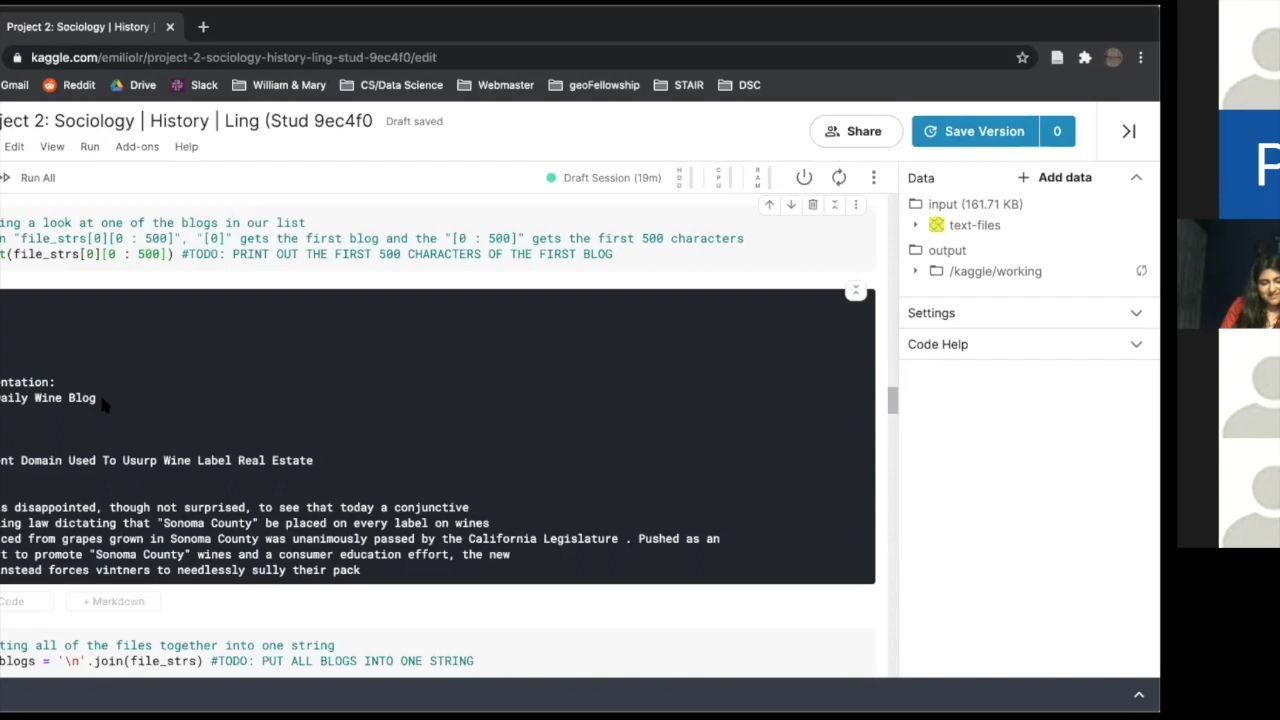 Project 2: Sociology | History |
kaggle.com/emiliolr/project-2-sociology-history-ling-stud-9ec4f0/edit
Gmail Reddit Drive Slack William & Mary CS/Data Science Webmaster geoFellowship STAIR DSC
ject 2: Sociology | History | Ling (Stud 9ec4f0 Draft saved
Share Save Version 0
Edit View Run Add-ons Help
Run All Draft Session (19m) HDD CPU RAM
Data + Add data
input (161.71 KB)
text-files
output
/kaggle/working
Settings
Code Help
ing a look at one of the blogs in our list
n "file_strs[0][0 : 500]", "[0]" gets the first blog and the "[0 : 500]" gets the first 500 characters
t(file_strs[0][0 : 500]) #TODO: PRINT OUT THE FIRST 500 CHARACTERS OF THE FIRST BLOG
entation:
aily Wine Blog
nt Domain Used To Usurp Wine Label Real Estate
s disappointed, though not surprised, to see that today a conjunctive
ing law dictating that "Sonoma County" be placed on every label on wines
ced from grapes grown in Sonoma County was unanimously passed by the California Legislature . Pushed as an
t to promote "Sonoma County" wines and a consumer education effort, the new
instead forces vintners to needlessly sully their pack
Code + Markdown
ting all of the files together into one string
blogs = '\n'.join(file_strs) #TODO: PUT ALL BLOGS INTO ONE STRING
P